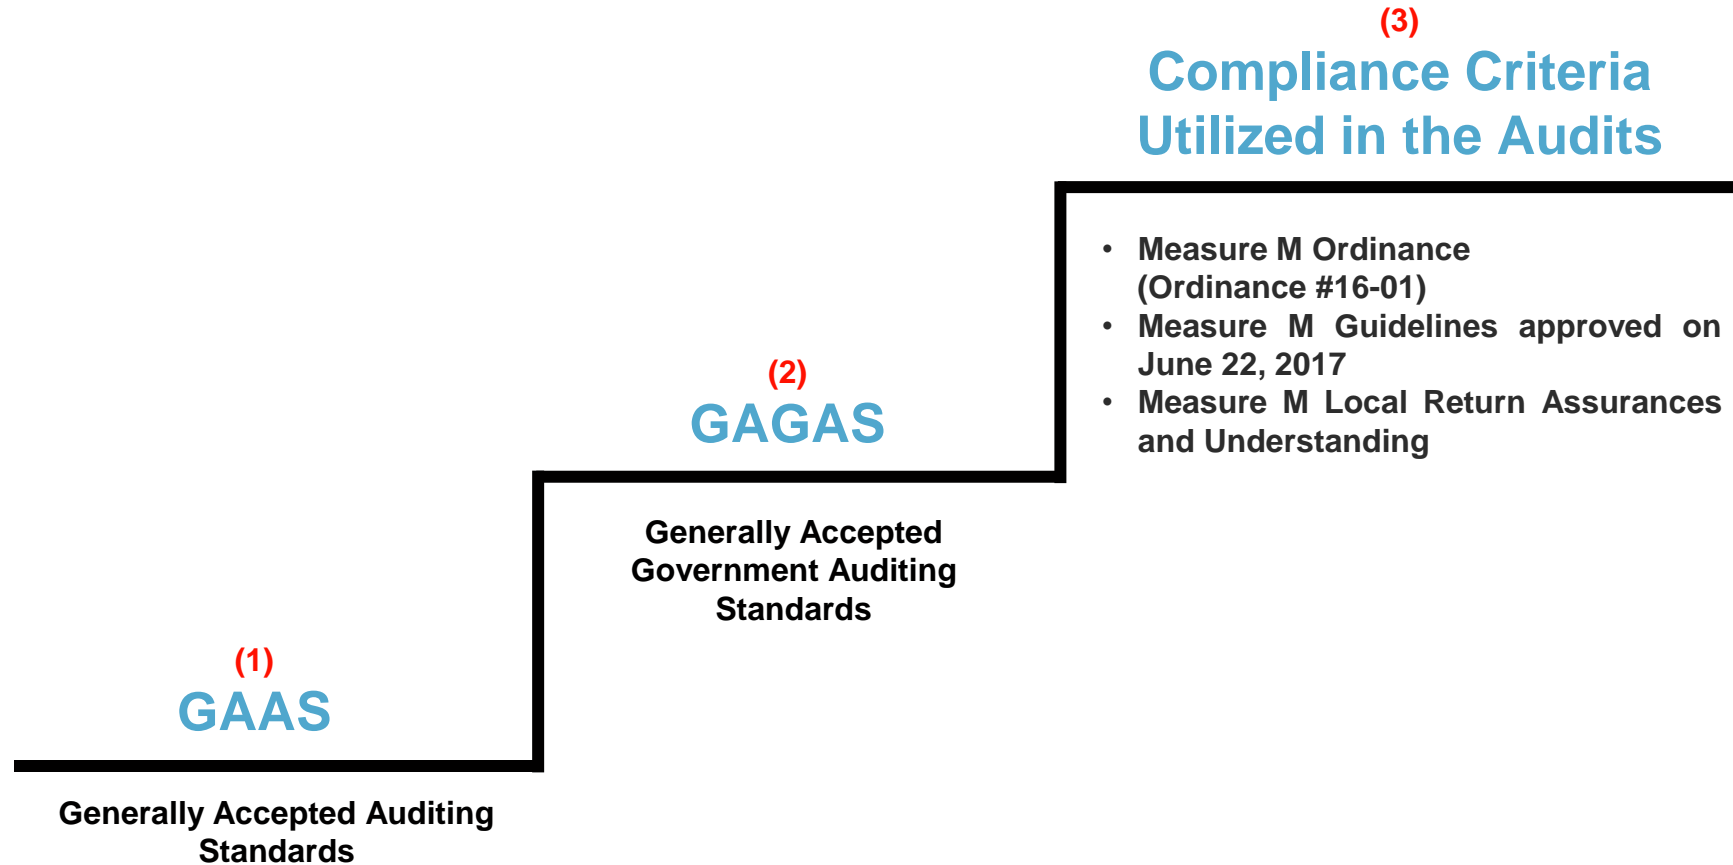 (1)
GAAS
Generally Accepted Auditing
Standards
(2)
GAGAS
Generally Accepted
Government Auditing
Standards
(3)
Compliance Criteria
Utilized in the Audits
• Measure M Ordinance
(Ordinance #16-01)
• Measure M Guidelines approved on
June 22, 2017
• Measure M Local Return Assurances
and Understanding